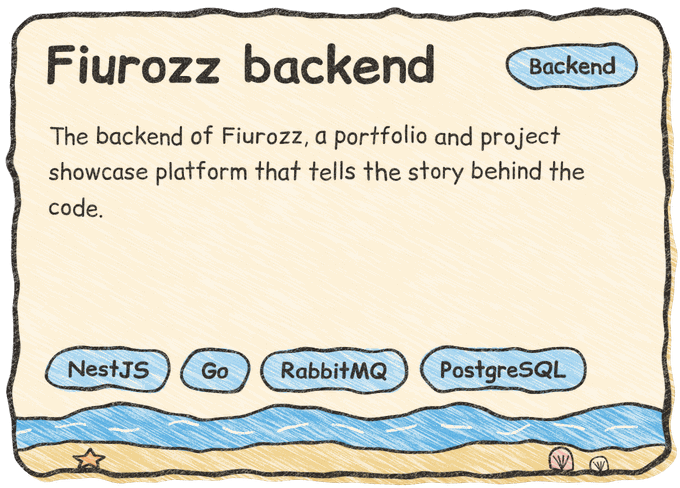 Fiurozz backend
Backend
The backend of Fiurozz, a portfolio and project
showcase platform that tells the story behind the
code.
NestJS
Go
RabbitMQ
PostgreSQL